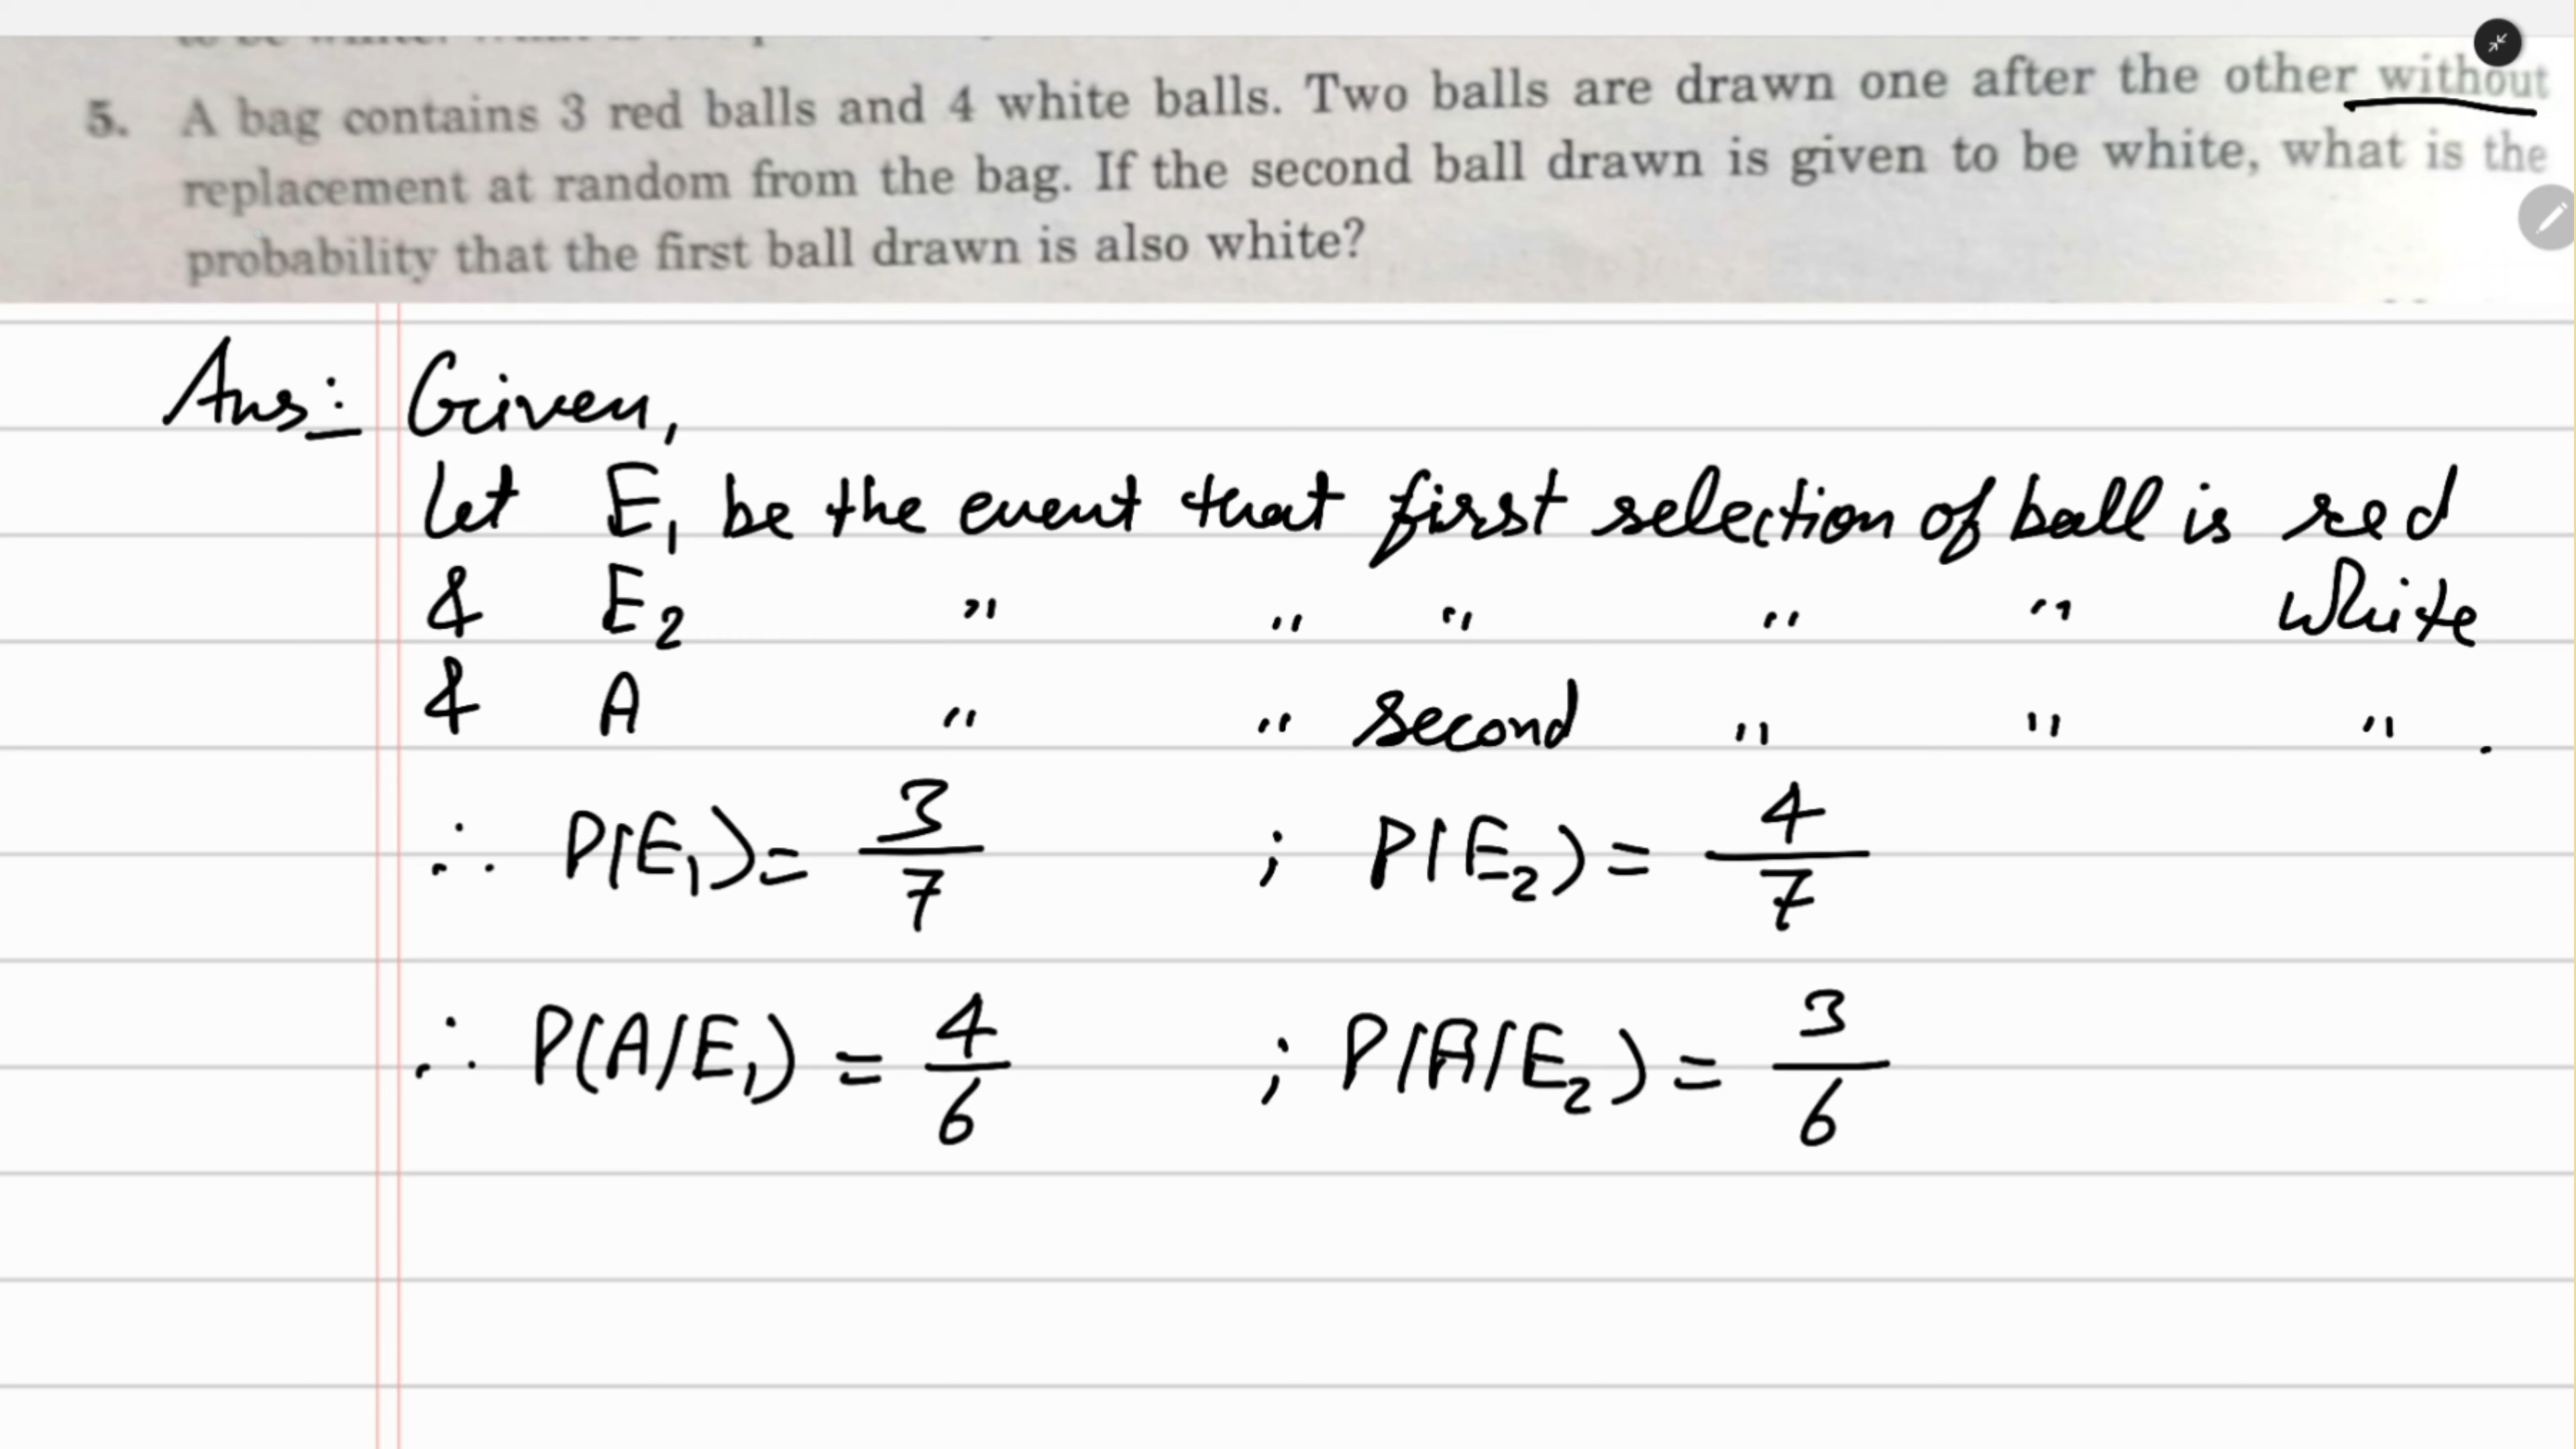 5. A bag contains 3 red balls and 4 white balls. Two balls are drawn one after the other without
replacement at random from the bag. If the second ball drawn is given to be white, what is the
probability that the first ball drawn is also white?
Ans:- Given,
Let E₁ be the event that first selection of ball is red
& E₂ " " " " " White
& A " " second " " " .
∴ P(E₁) = 3/7 ; P(E₂) = 4/7
∴ P(A/E₁) = 4/6 ; P(A/E₂) = 3/6